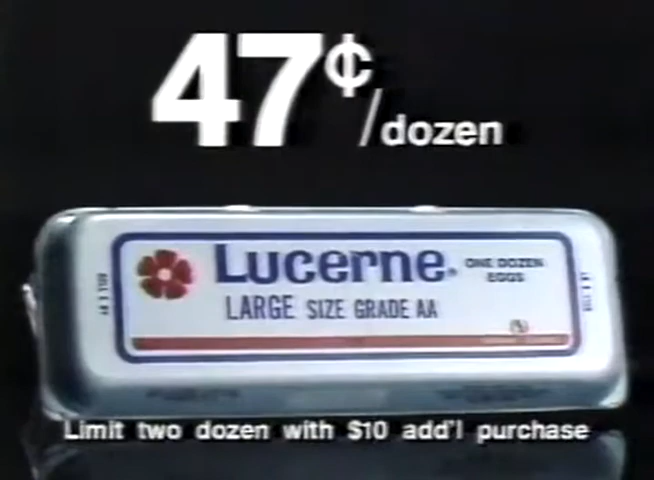 47¢/dozen
Lucerne®
ONE DOZEN
EGGS
LARGE SIZE GRADE AA
Limit two dozen with $10 add'l purchase